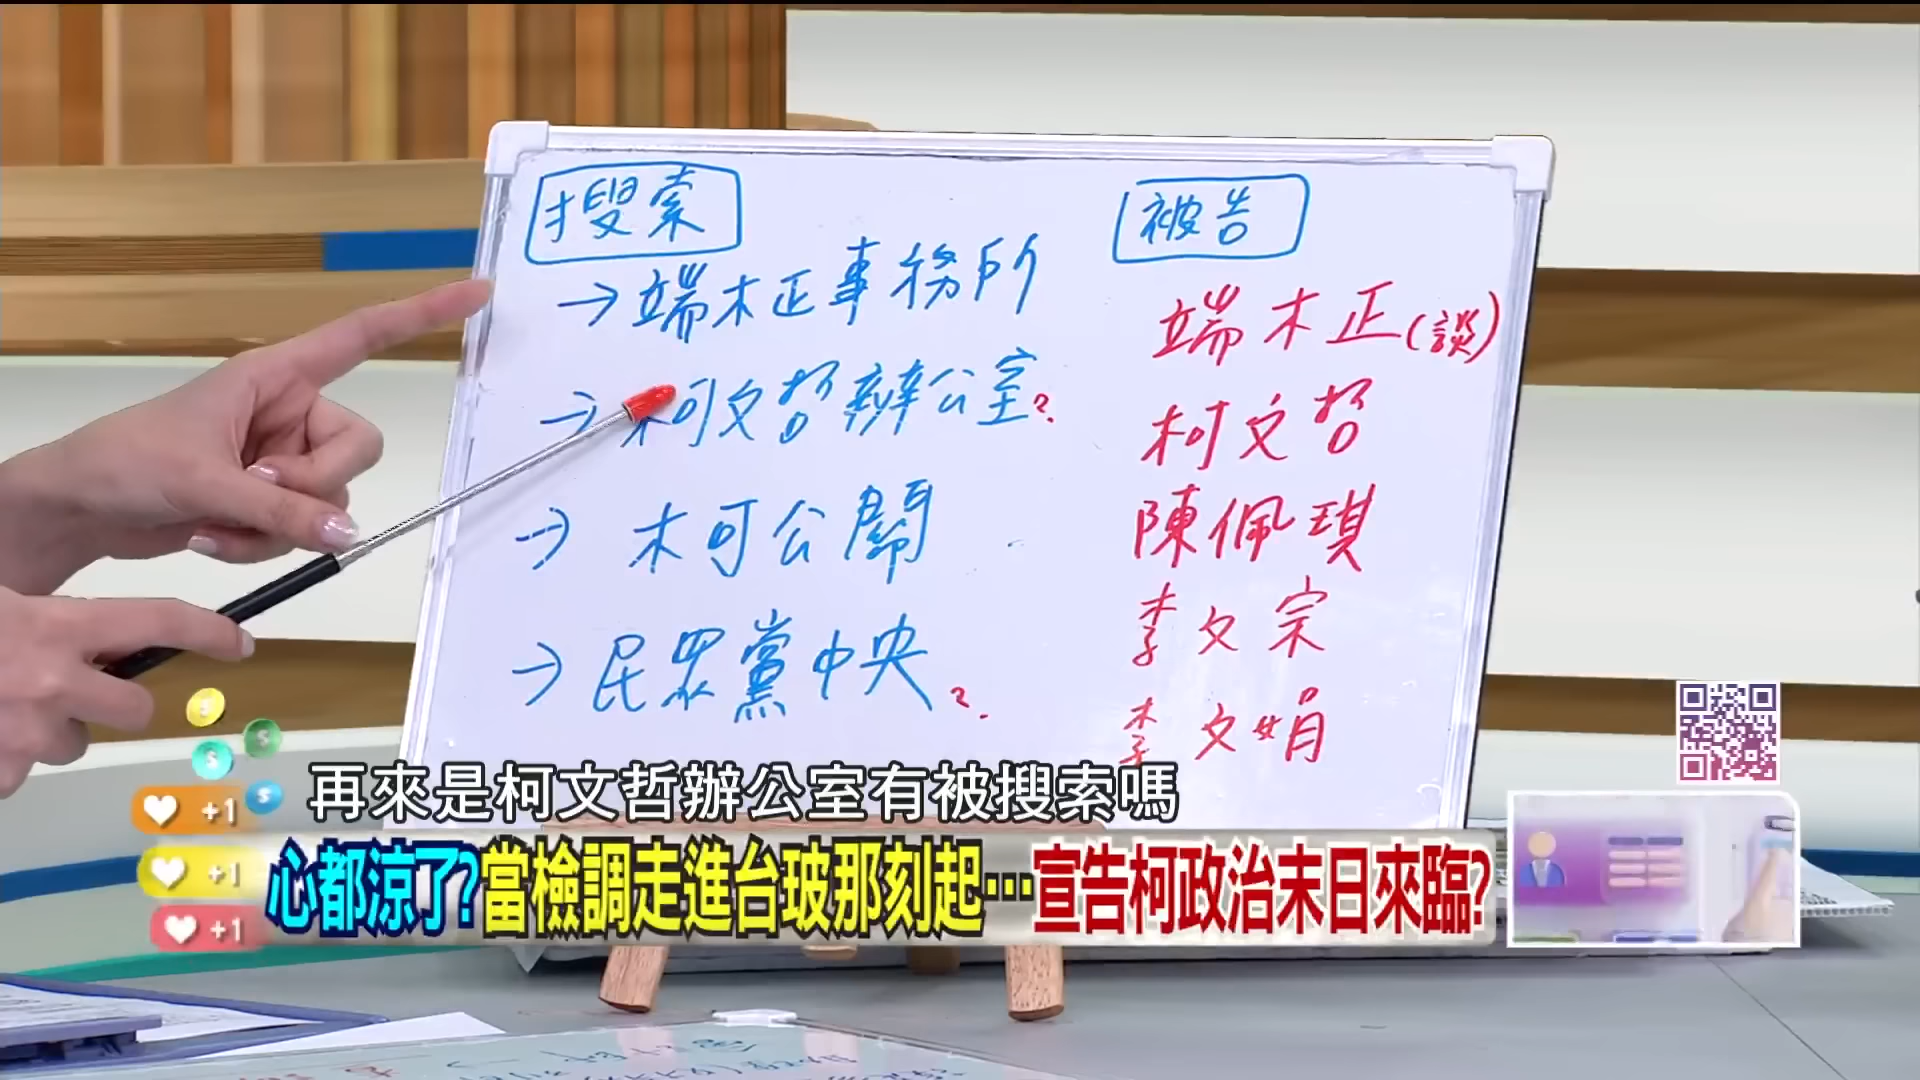 搜索
→端木正事務所
→柯文哲辦公室?
→木可公關
→民眾黨中央?
被告
端木正(談)
柯文哲
陳佩琪
李文宗
李文娟
再來是柯文哲辦公室有被搜索嗎
心都涼了?當檢調走進台玻那刻起…宣告柯政治末日來臨?
+1
+1
+1